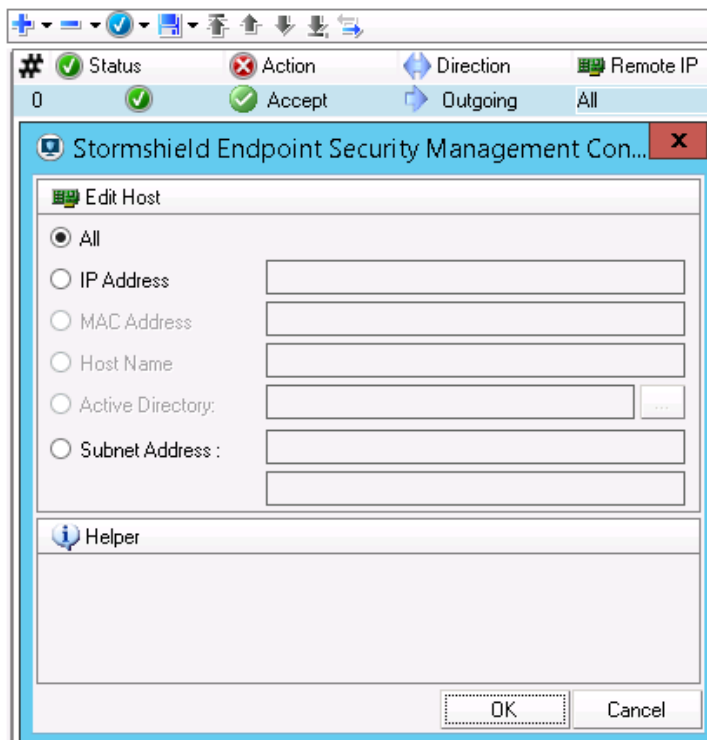 # Status Action Direction Remote IP
0 Accept Outgoing All
Stormshield Endpoint Security Management Con...
Edit Host
All
IP Address
MAC Address
Host Name
Active Directory: ...
Subnet Address :
Helper
OK Cancel